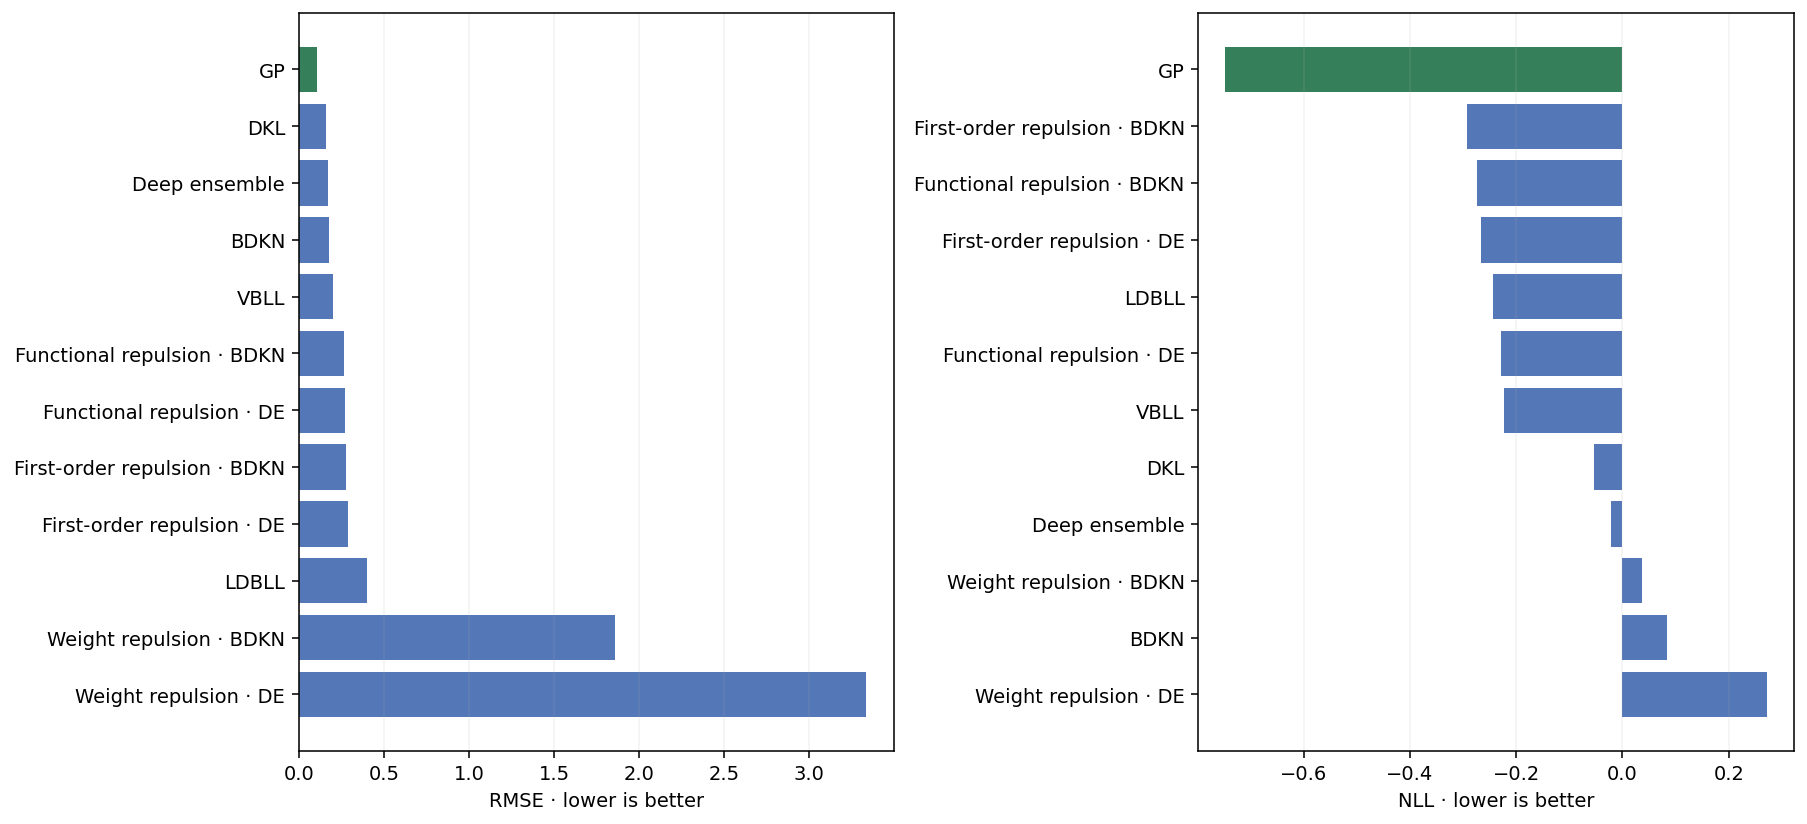 GP
DKL
Deep ensemble
BDKN
VBLL
Functional repulsion · BDKN
Functional repulsion · DE
First-order repulsion · BDKN
First-order repulsion · DE
LDBLL
Weight repulsion · BDKN
Weight repulsion · DE
0.0 0.5 1.0 1.5 2.0 2.5 3.0
RMSE · lower is better
GP
First-order repulsion · BDKN
Functional repulsion · BDKN
First-order repulsion · DE
LDBLL
Functional repulsion · DE
VBLL
DKL
Deep ensemble
Weight repulsion · BDKN
BDKN
Weight repulsion · DE
−0.6 −0.4 −0.2 0.0 0.2
NLL · lower is better